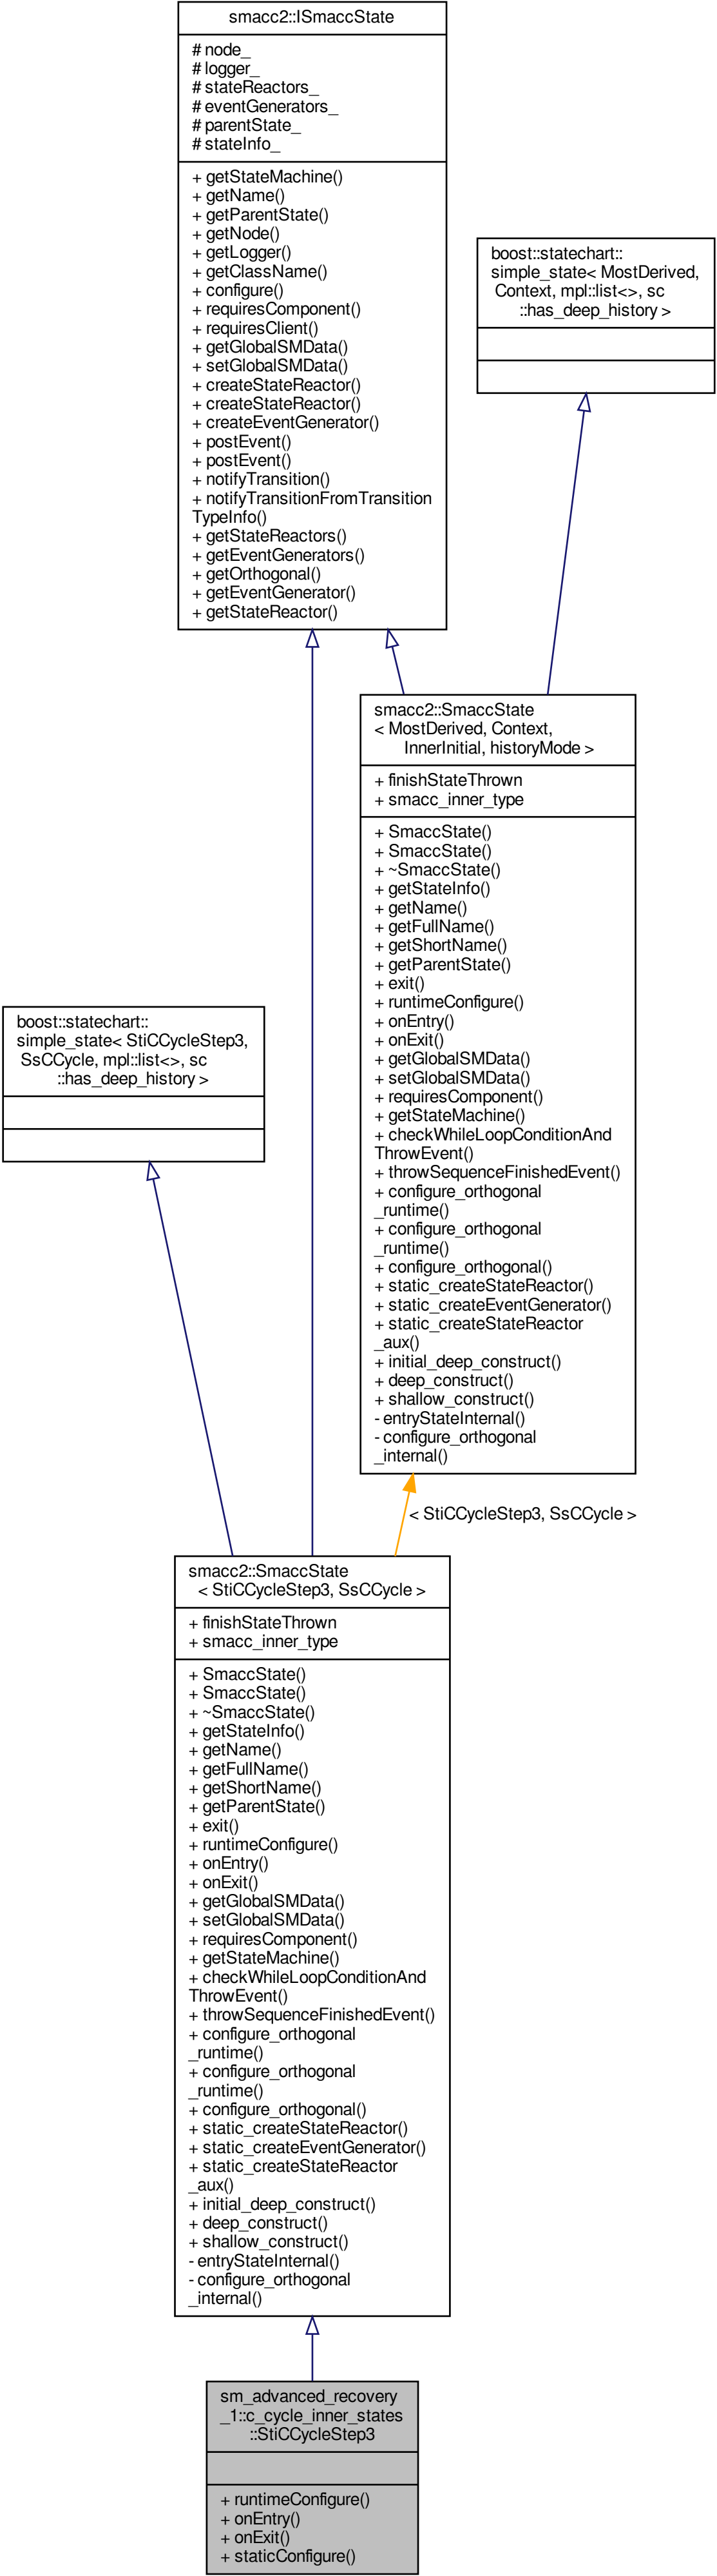 smacc2::ISmaccState
# node_
# logger_
# stateReactors_
# eventGenerators_
# parentState_
# stateInfo_
+ getStateMachine()
+ getName()
+ getParentState()
+ getNode()
+ getLogger()
+ getClassName()
+ configure()
+ requiresComponent()
+ requiresClient()
+ getGlobalSMData()
+ setGlobalSMData()
+ createStateReactor()
+ createStateReactor()
+ createEventGenerator()
+ postEvent()
+ postEvent()
+ notifyTransition()
+ notifyTransitionFromTransition
TypeInfo()
+ getStateReactors()
+ getEventGenerators()
+ getOrthogonal()
+ getEventGenerator()
+ getStateReactor()
boost::statechart::
simple_state< MostDerived,
Context, mpl::list<>, sc
::has_deep_history >
smacc2::SmaccState
< MostDerived, Context,
InnerInitial, historyMode >
+ finishStateThrown
+ smacc_inner_type
+ SmaccState()
+ SmaccState()
+ ~SmaccState()
+ getStateInfo()
+ getName()
+ getFullName()
+ getShortName()
+ getParentState()
+ exit()
+ runtimeConfigure()
+ onEntry()
+ onExit()
+ getGlobalSMData()
+ setGlobalSMData()
+ requiresComponent()
+ getStateMachine()
+ checkWhileLoopConditionAnd
ThrowEvent()
+ throwSequenceFinishedEvent()
+ configure_orthogonal
_runtime()
+ configure_orthogonal
_runtime()
+ configure_orthogonal()
+ static_createStateReactor()
+ static_createEventGenerator()
+ static_createStateReactor
_aux()
+ initial_deep_construct()
+ deep_construct()
+ shallow_construct()
- entryStateInternal()
- configure_orthogonal
_internal()
boost::statechart::
simple_state< StiCCycleStep3,
SsCCycle, mpl::list<>, sc
::has_deep_history >
< StiCCycleStep3, SsCCycle >
smacc2::SmaccState
< StiCCycleStep3, SsCCycle >
+ finishStateThrown
+ smacc_inner_type
+ SmaccState()
+ SmaccState()
+ ~SmaccState()
+ getStateInfo()
+ getName()
+ getFullName()
+ getShortName()
+ getParentState()
+ exit()
+ runtimeConfigure()
+ onEntry()
+ onExit()
+ getGlobalSMData()
+ setGlobalSMData()
+ requiresComponent()
+ getStateMachine()
+ checkWhileLoopConditionAnd
ThrowEvent()
+ throwSequenceFinishedEvent()
+ configure_orthogonal
_runtime()
+ configure_orthogonal
_runtime()
+ configure_orthogonal()
+ static_createStateReactor()
+ static_createEventGenerator()
+ static_createStateReactor
_aux()
+ initial_deep_construct()
+ deep_construct()
+ shallow_construct()
- entryStateInternal()
- configure_orthogonal
_internal()
sm_advanced_recovery
_1::c_cycle_inner_states
::StiCCycleStep3
+ runtimeConfigure()
+ onEntry()
+ onExit()
+ staticConfigure()